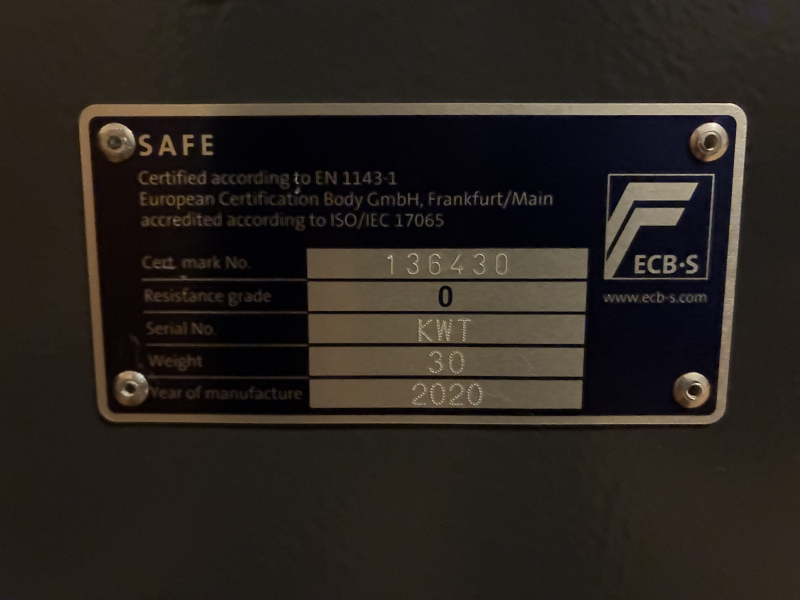 SAFE
Certified according to EN 1143-1
European Certification Body GmbH, Frankfurt/Main
accredited according to ISO/IEC 17065
ECB·S
www.ecb-s.com
Cert. mark No. 136430
Resistance grade 0
Serial No. KWT
Weight 30
Year of manufacture 2020